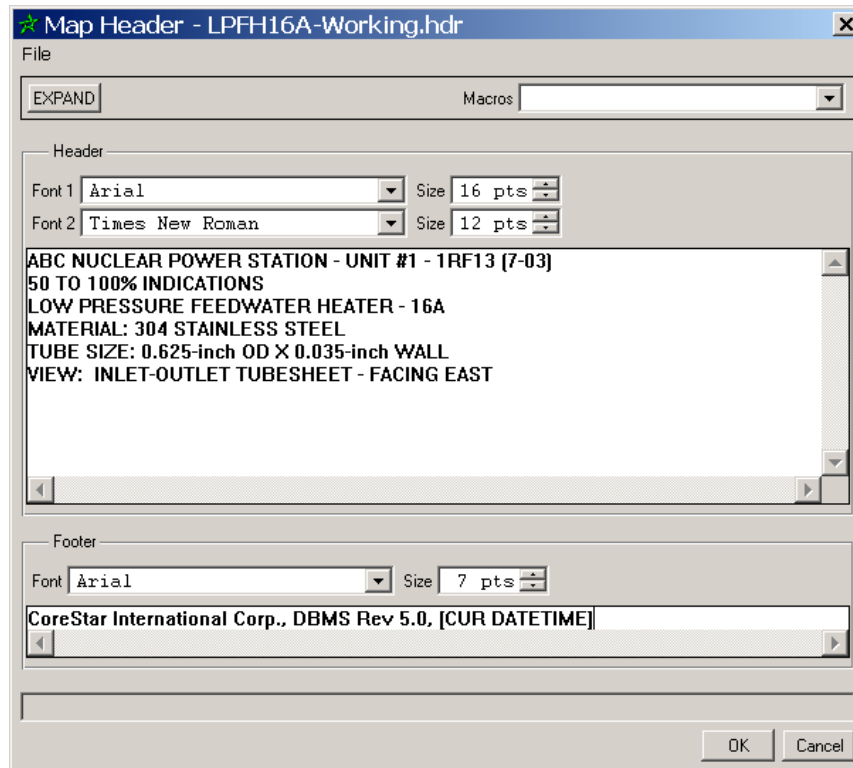 Map Header - LPFH16A-Working.hdr
File
EXPAND
Macros
Header
Font 1 Arial Size 16 pts
Font 2 Times New Roman Size 12 pts
ABC NUCLEAR POWER STATION - UNIT #1 - 1RF13 (7-03)
50 TO 100% INDICATIONS
LOW PRESSURE FEEDWATER HEATER - 16A
MATERIAL: 304 STAINLESS STEEL
TUBE SIZE: 0.625-inch OD X 0.035-inch WALL
VIEW:  INLET-OUTLET TUBESHEET - FACING EAST
Footer
Font Arial Size 7 pts
CoreStar International Corp., DBMS Rev 5.0, [CUR DATETIME]
OK Cancel